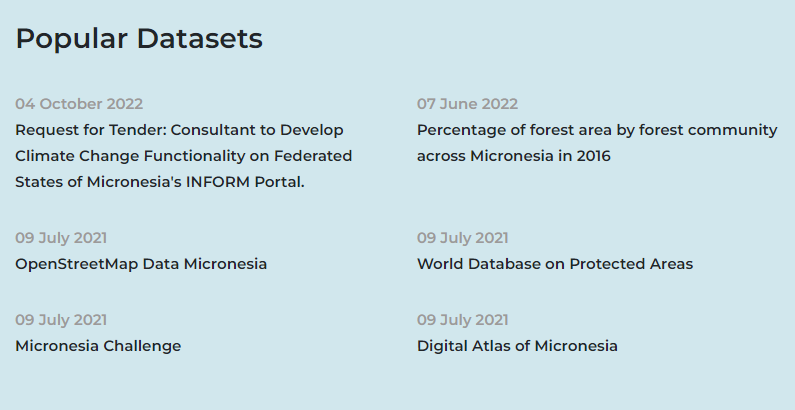 Popular Datasets
04 October 2022
Request for Tender: Consultant to Develop
Climate Change Functionality on Federated
States of Micronesia's INFORM Portal.
07 June 2022
Percentage of forest area by forest community
across Micronesia in 2016
09 July 2021
OpenStreetMap Data Micronesia
09 July 2021
World Database on Protected Areas
09 July 2021
Micronesia Challenge
09 July 2021
Digital Atlas of Micronesia